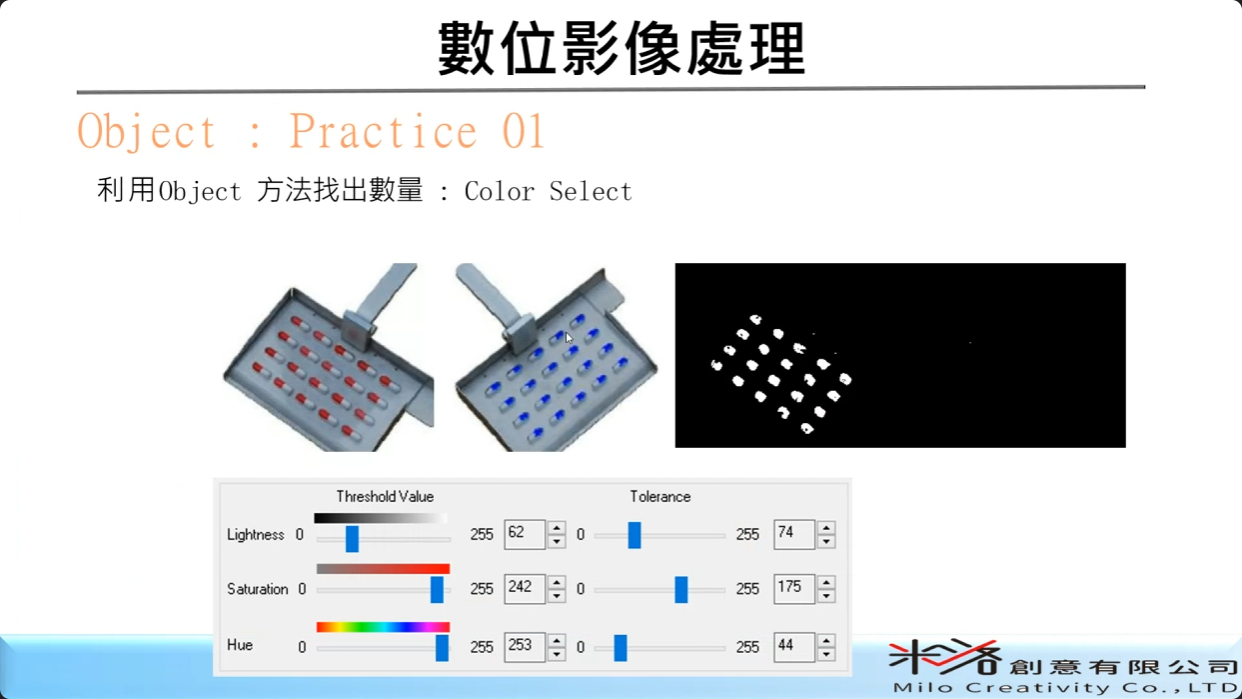 數位影像處理
Object : Practice 01
利用Object 方法找出數量 : Color Select
Threshold Value Tolerance
Lightness 0 255 62 0 255 74
Saturation 0 255 242 0 255 175
Hue 0 255 253 0 255 44
米洛創意有限公司
Milo Creativity Co.,LTD